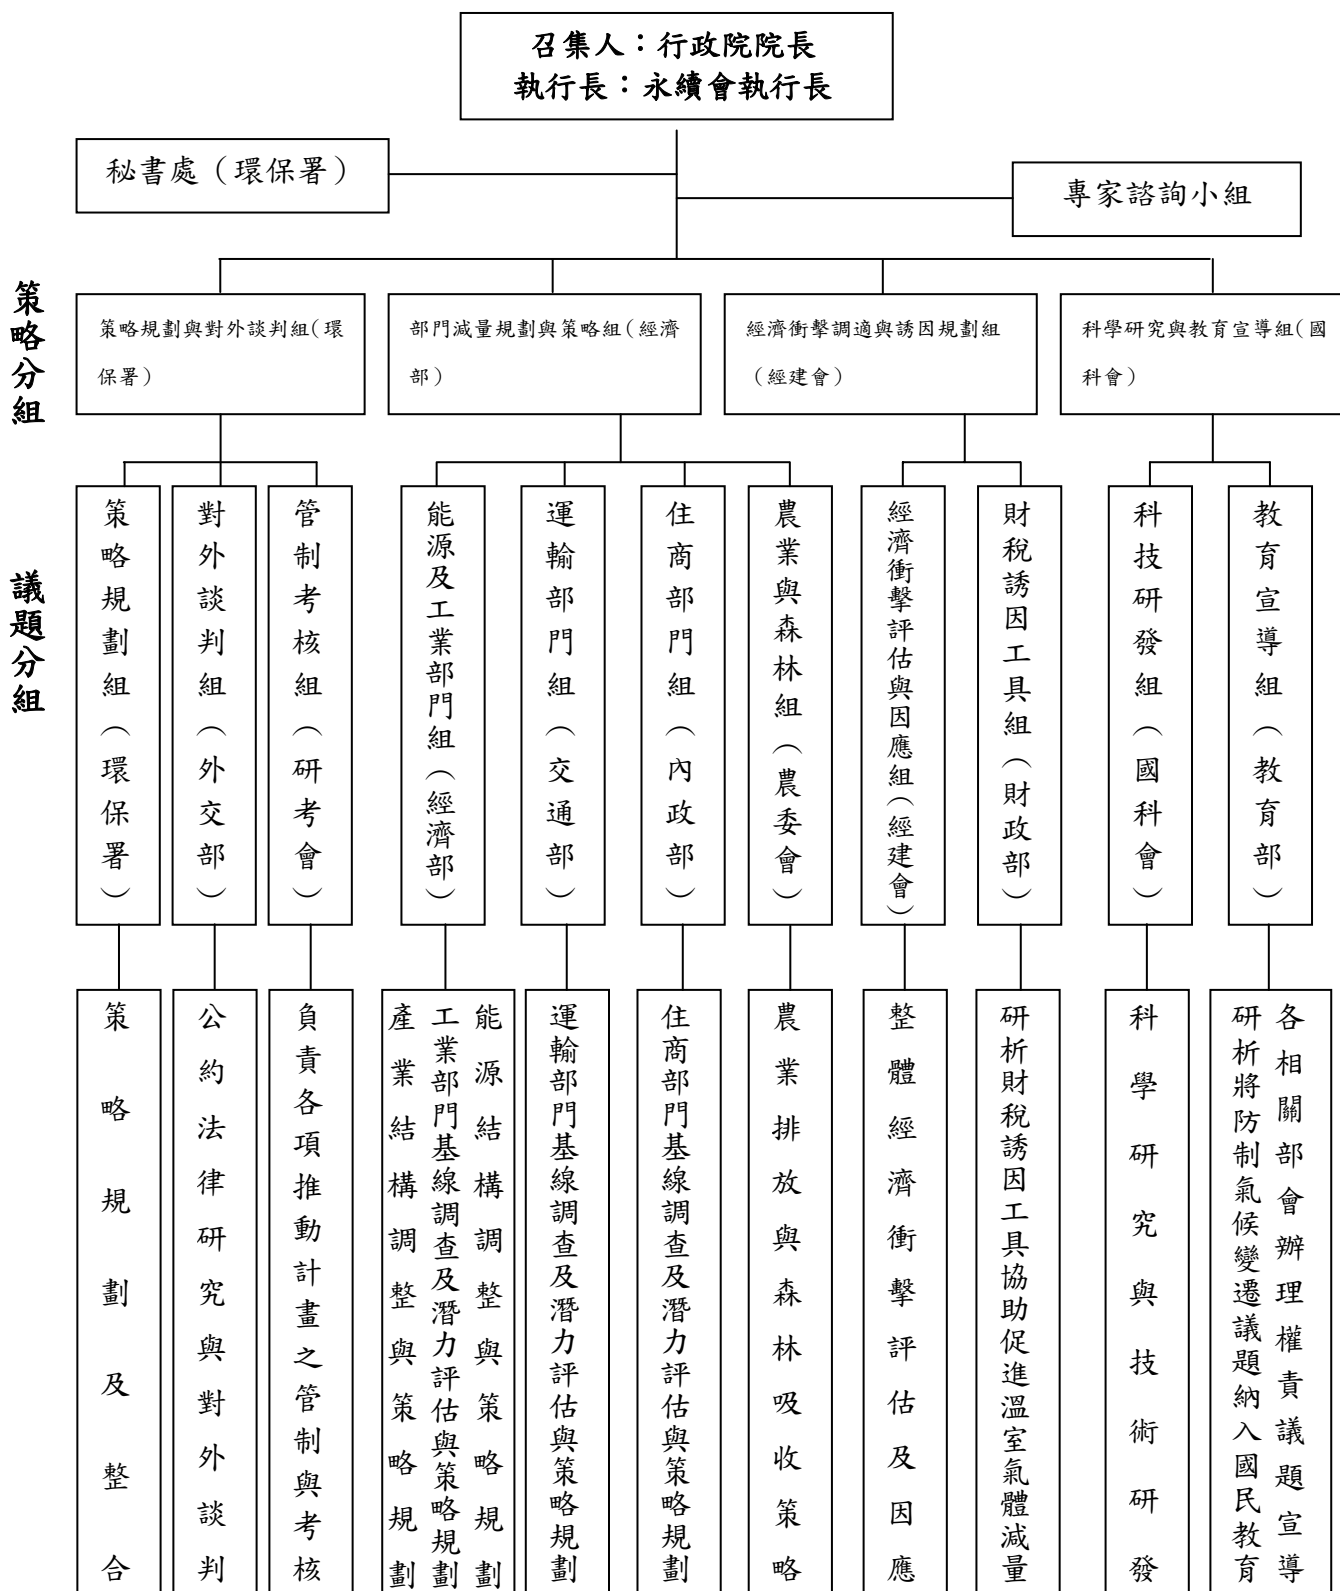 召集人：行政院院長
執行長：永續會執行長
秘書處（環保署）
專家諮詢小組
策略分組
策略規劃與對外談判組(環
保署)
部門減量規劃與策略組(經濟
部)
經濟衝擊調適與誘因規劃組
(經建會)
科學研究與教育宣導組(國
科會)
議題分組
策略規劃組（環保署）
對外談判組（外交部）
管制考核組（研考會）
能源及工業部門組（經濟部）
運輸部門組（交通部）
住商部門組（內政部）
農業與森林組（農委會）
經濟衝擊評估與因應組（經建會）
財稅誘因工具組（財政部）
科技研發組（國科會）
教育宣導組（教育部）
策略規劃及整合
公約法律研究與對外談判
負責各項推動計畫之管制與考核
能源結構調整與策略規劃
工業部門基線調查及潛力評估與策略規劃
產業結構調整與策略規劃
運輸部門基線調查及潛力評估與策略規劃
住商部門基線調查及潛力評估與策略規劃
農業排放與森林吸收策略
整體經濟衝擊評估及因應
研析財稅誘因工具協助促進溫室氣體減量
科學研究與技術研發
各相關部會辦理權責議題宣導
研析將防制氣候變遷議題納入國民教育